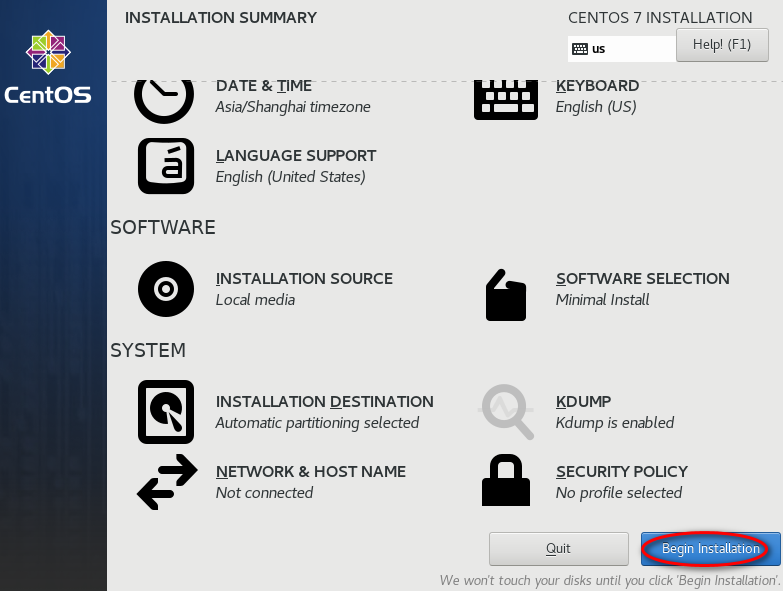 INSTALLATION SUMMARY
CENTOS 7 INSTALLATION
us
Help! (F1)
CentOS
DATE & TIME
Asia/Shanghai timezone
KEYBOARD
English (US)
á
LANGUAGE SUPPORT
English (United States)
SOFTWARE
INSTALLATION SOURCE
Local media
SOFTWARE SELECTION
Minimal Install
SYSTEM
INSTALLATION DESTINATION
Automatic partitioning selected
KDUMP
Kdump is enabled
NETWORK & HOST NAME
Not connected
SECURITY POLICY
No profile selected
Quit
Begin Installation
We won't touch your disks until you click 'Begin Installation'.